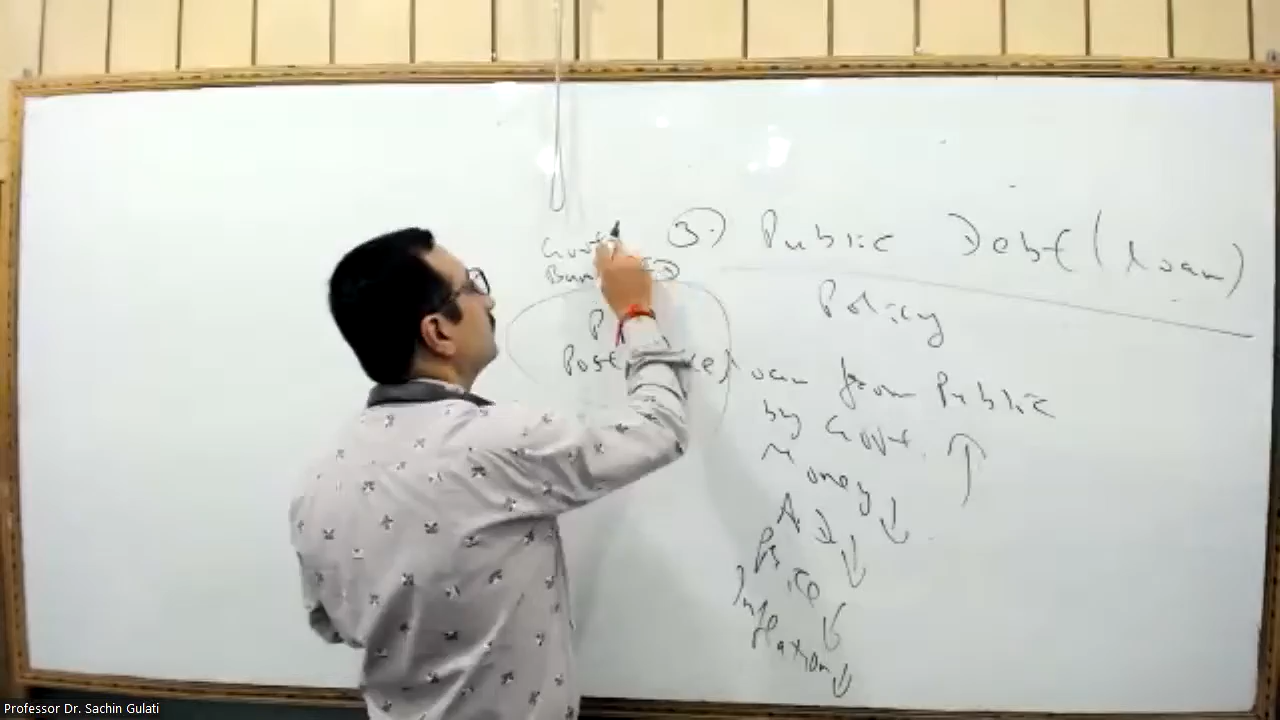 3.) Public Debt (Loan)
Policy
Govt
Post
Loan from Public
by Govt. ↑
Money ↓
AD ↓
Price ↓
Inflation ↓
Professor Dr. Sachin Gulati